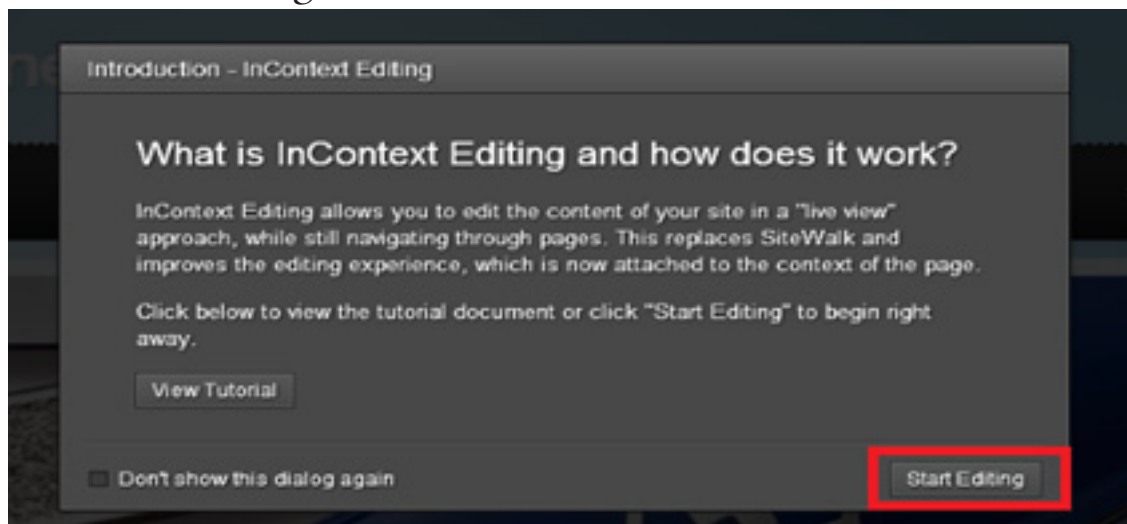 Introduction - InContext Editing
What is InContext Editing and how does it work?
InContext Editing allows you to edit the content of your site in a "live view"
approach, while still navigating through pages. This replaces SiteWalk and
improves the editing experience, which is now attached to the context of the page.
Click below to view the tutorial document or click "Start Editing" to begin right
away.
View Tutorial
Don't show this dialog again
Start Editing